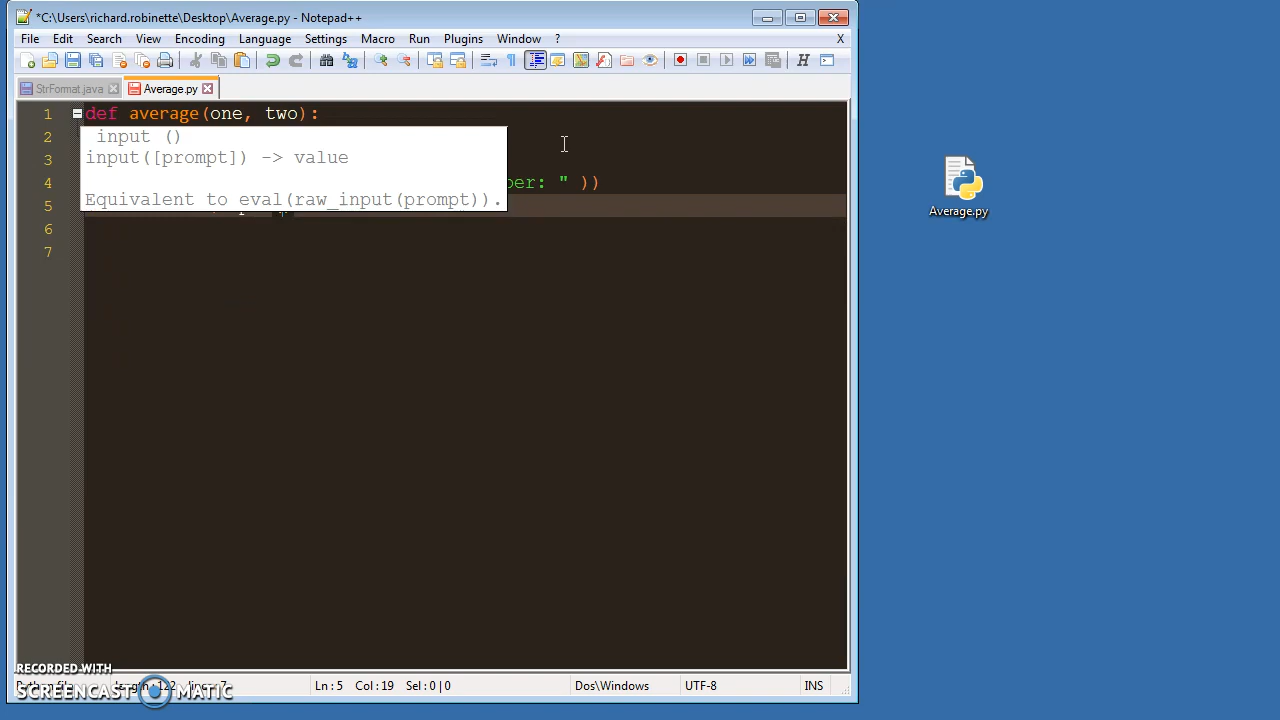 *C:\Users\richard.robinette\Desktop\Average.py - Notepad++
File Edit Search View Encoding Language Settings Macro Run Plugins Window ? X
StrFormat.java Average.py
1 def average(one, two):
2 input ()
3 input([prompt]) -> value
4 ber: " ))
Equivalent to eval(raw_input(prompt)).
5
6
7
Average.py
RECORDED WITH
SCREENCAST MATIC
Ln:5 Col:19 Sel:0|0 Dos\Windows UTF-8 INS